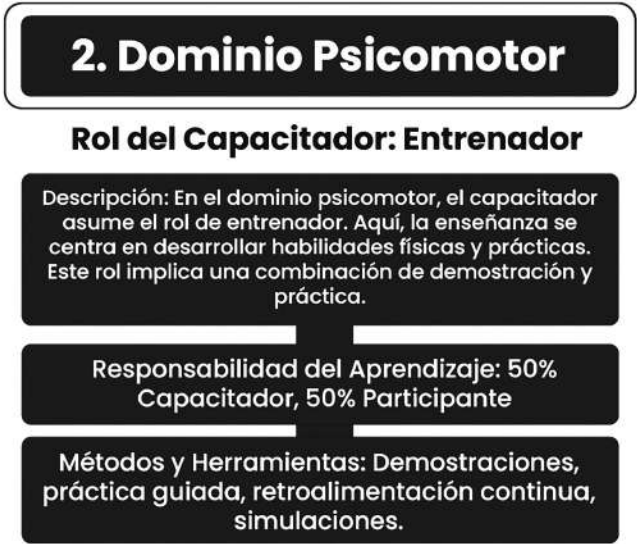 2. Dominio Psicomotor
Rol del Capacitador: Entrenador
Descripción: En el dominio psicomotor, el capacitador
asume el rol de entrenador. Aquí, la enseñanza se
centra en desarrollar habilidades físicas y prácticas.
Este rol implica una combinación de demostración y
práctica.
Responsabilidad del Aprendizaje: 50%
Capacitador, 50% Participante
Métodos y Herramientas: Demostraciones,
práctica guiada, retroalimentación continua,
simulaciones.